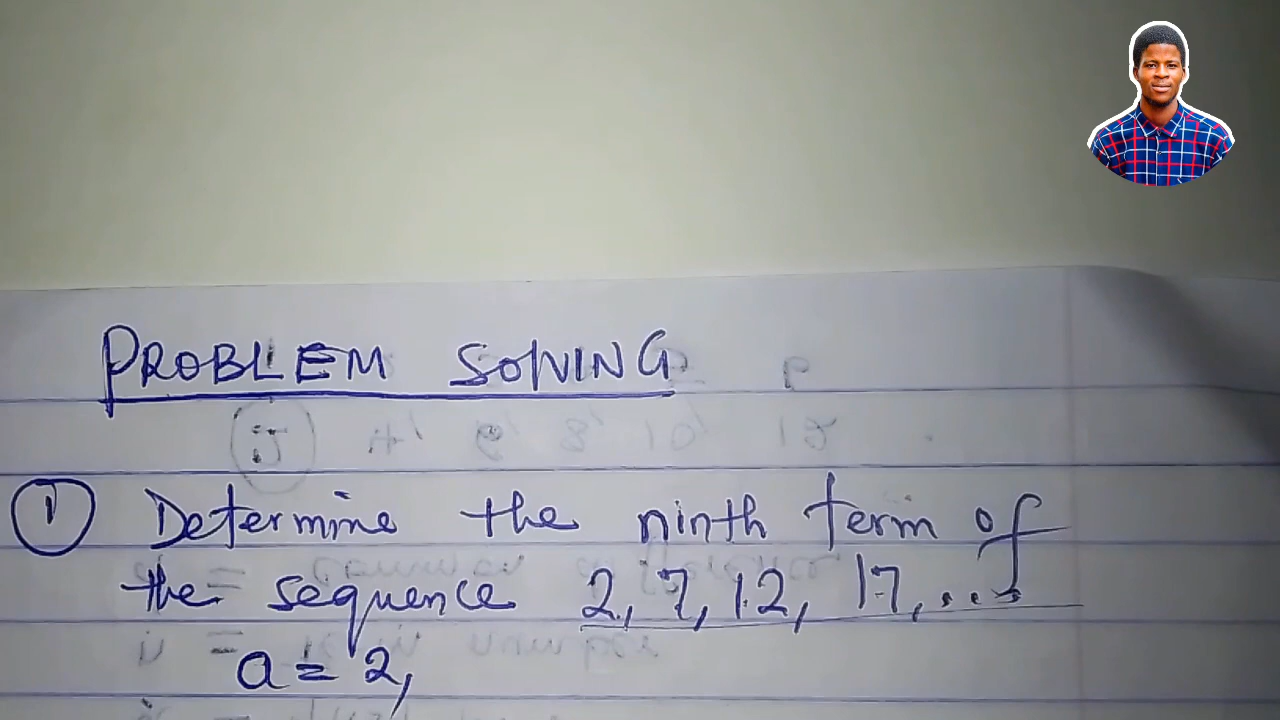 PROBLEM SOLVING
① Determine the ninth term of
the sequence 2, 7, 12, 17, ...
a = 2,